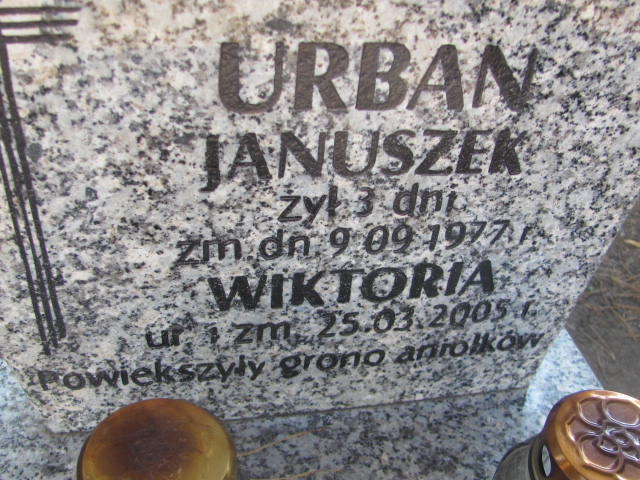 URBAN
JANUSZEK
żył 3 dni
zm. dn. 9.09.1977 r.
WIKTORIA
ur i zm. 25.03.2005 r.
Powiększyły grono aniołków